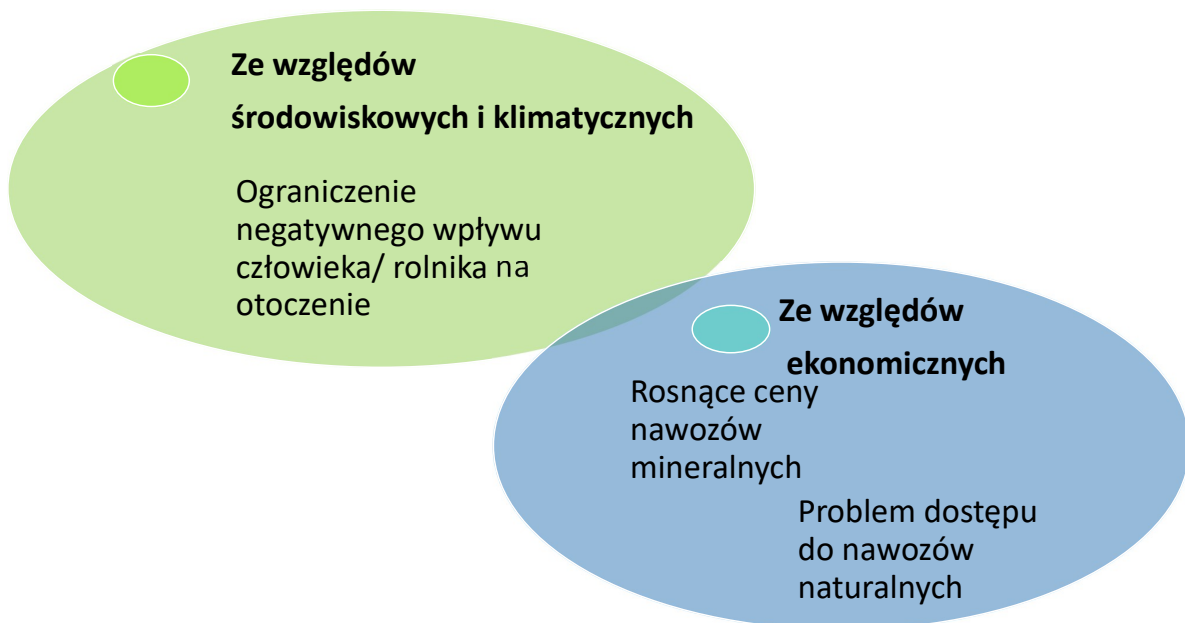 Ze względów
środowiskowych i klimatycznych
Ograniczenie
negatywnego wpływu
człowieka/ rolnika na
otoczenie
Ze względów
ekonomicznych
Rosnące ceny
nawozów
mineralnych
Problem dostępu
do nawozów
naturalnych